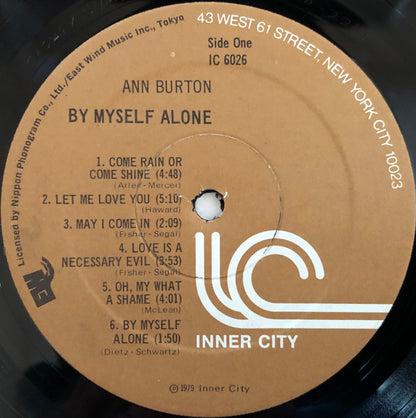 43 WEST 61 STREET, NEW YORK CITY 10023
Licensed by Nippon Phonogram Co., Ltd./East Wind Music Inc., Tokyo
Side One
IC 6026
ANN BURTON
BY MYSELF ALONE
1. COME RAIN OR
COME SHINE (4:48)
(Arlen-Mercer)
2. LET ME LOVE YOU (5:10)
(Haward)
3. MAY I COME IN (2:09)
(Fisher-Segal)
4. LOVE IS A
NECESSARY EVIL (3:53)
(Fisher-Segal)
5. OH, MY WHAT
A SHAME (4:01)
(McLean)
6. BY MYSELF
ALONE (1:50)
(Dietz-Schwartz)
INNER CITY
℗ 1979 Inner City